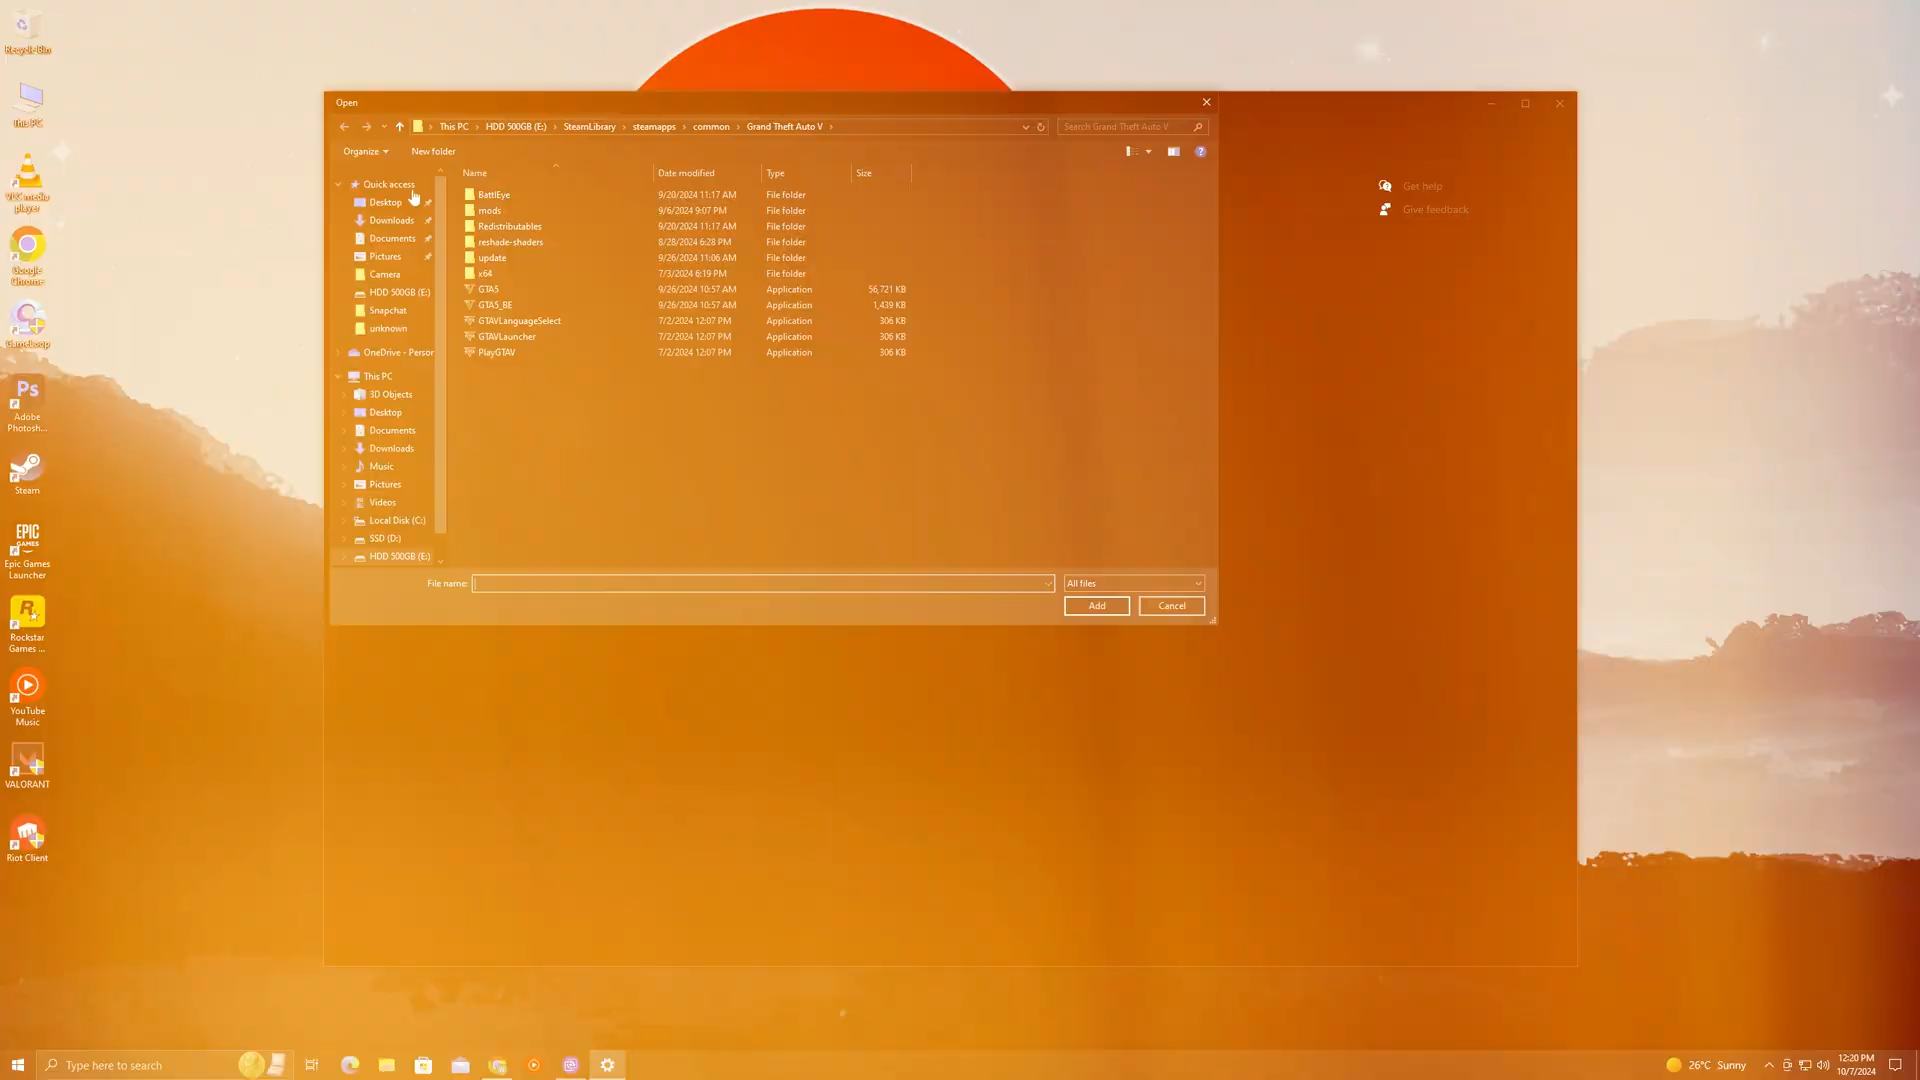 Recycle Bin
This PC
VLC media
player
Google
Chrome
GameLoop
Ps
Adobe
Photosh...
Steam
EPIC
GAMES
Epic Games
Launcher
Rockstar
Games ...
YouTube
Music
VALORANT
Riot Client
Open
This PC
HDD 500GB (E:)
SteamLibrary
steamapps
common
Grand Theft Auto V
Search Grand Theft Auto V
Organize
New folder
Quick access
Desktop
Downloads
Documents
Pictures
Camera
HDD 500GB (E:)
Snapchat
unknown
OneDrive - Person
This PC
3D Objects
Desktop
Documents
Downloads
Music
Pictures
Videos
Local Disk (C:)
SSD (D:)
HDD 500GB (E:)
Name Date modified Type Size
BattlEye 9/20/2024 11:17 AM File folder
mods 9/6/2024 9:07 PM File folder
Redistributables 9/20/2024 11:17 AM File folder
reshade-shaders 8/28/2024 6:28 PM File folder
update 9/26/2024 11:06 AM File folder
x64 7/3/2024 6:19 PM File folder
GTA5 9/26/2024 10:57 AM Application 56,721 KB
GTA5_BE 9/26/2024 10:57 AM Application 1,439 KB
GTAVLanguageSelect 7/2/2024 12:07 PM Application 306 KB
GTAVLauncher 7/2/2024 12:07 PM Application 306 KB
PlayGTAV 7/2/2024 12:07 PM Application 306 KB
File name:
All files
Add
Cancel
Get help
Give feedback
Type here to search
26°C Sunny
12:20 PM
10/7/2024